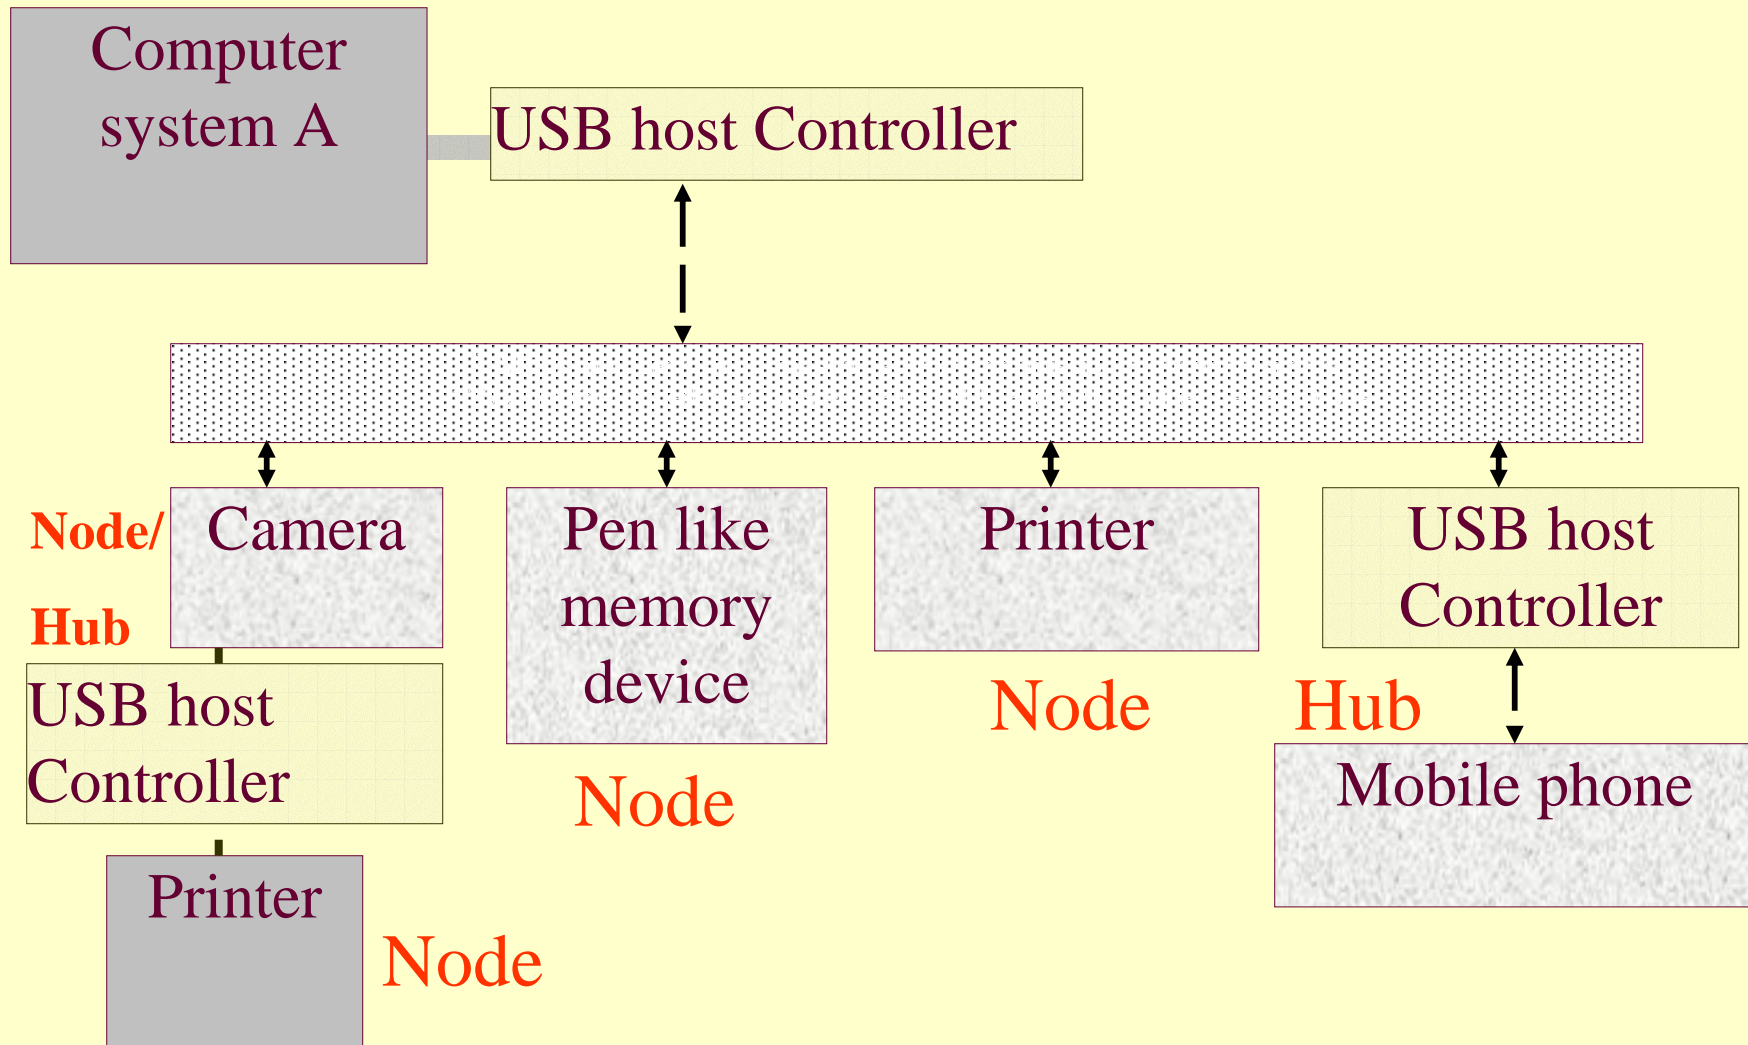 Computer
system A
USB host Controller
Node/
Hub
Camera
Pen like
memory
device
Printer
USB host
Controller
USB host
Controller
Node
Node
Hub
Mobile phone
Printer
Node